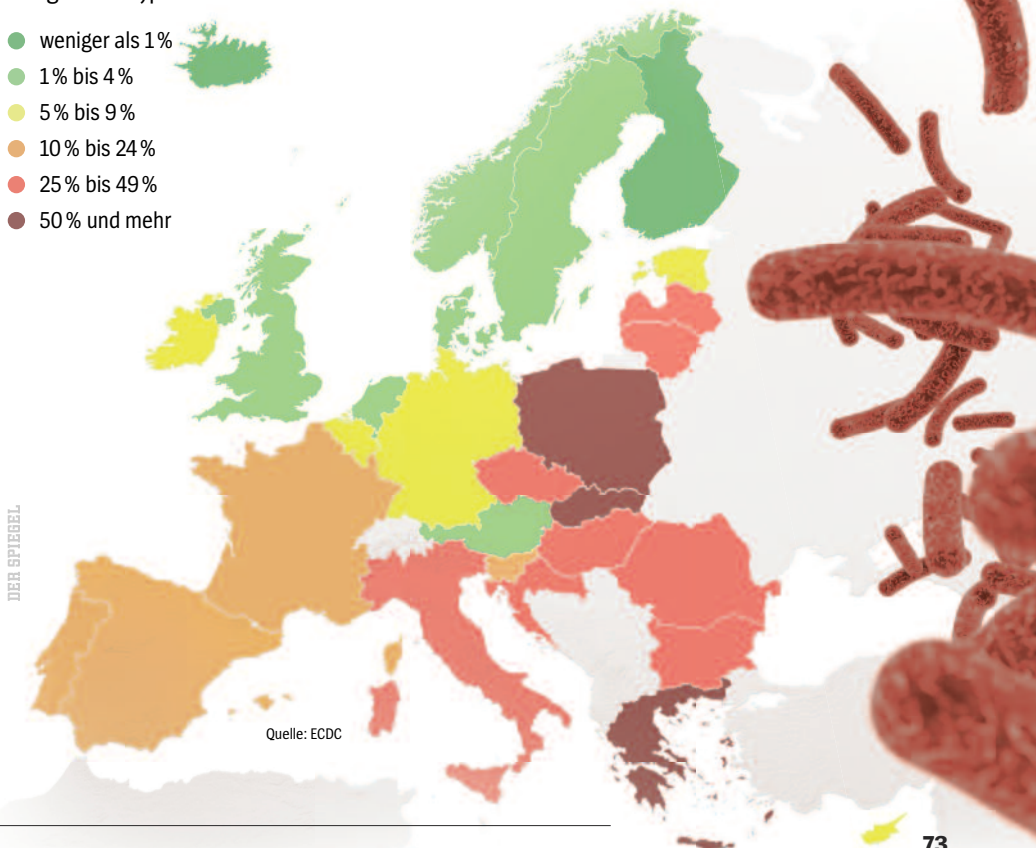 weniger als 1 %
1 % bis 4 %
5 % bis 9 %
10 % bis 24 %
25 % bis 49 %
50 % und mehr
DER SPIEGEL
Quelle: ECDC
73